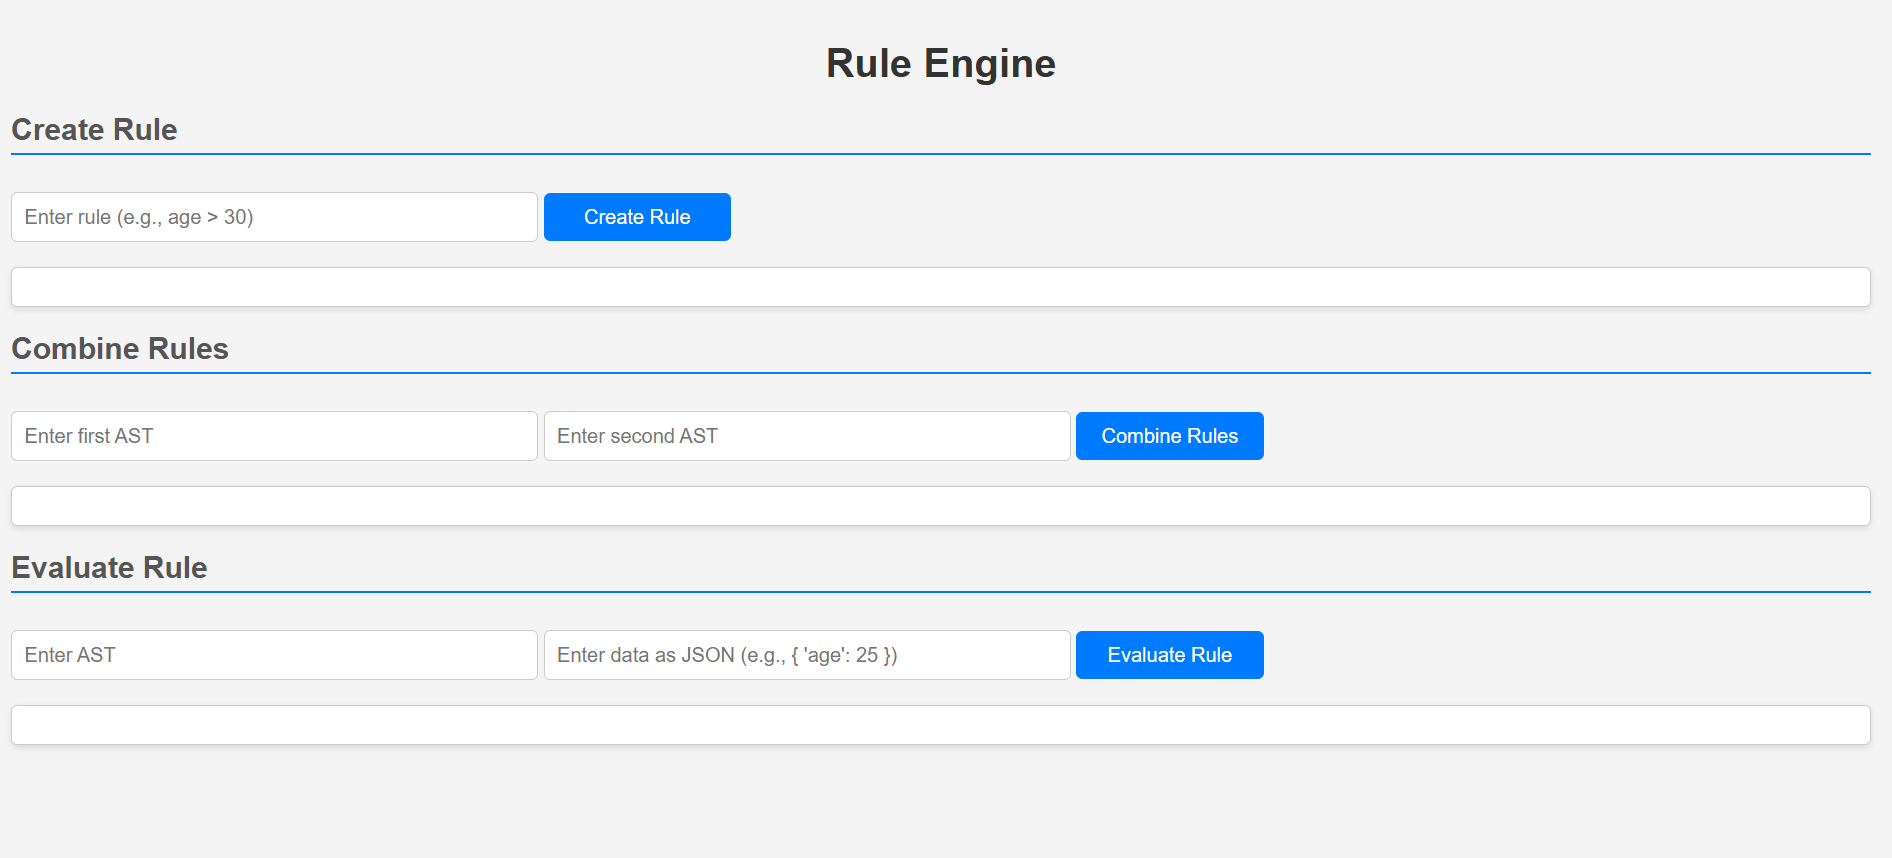 Rule Engine
Create Rule
Enter rule (e.g., age > 30)
Create Rule
Combine Rules
Enter first AST
Enter second AST
Combine Rules
Evaluate Rule
Enter AST
Enter data as JSON (e.g., { 'age': 25 })
Evaluate Rule